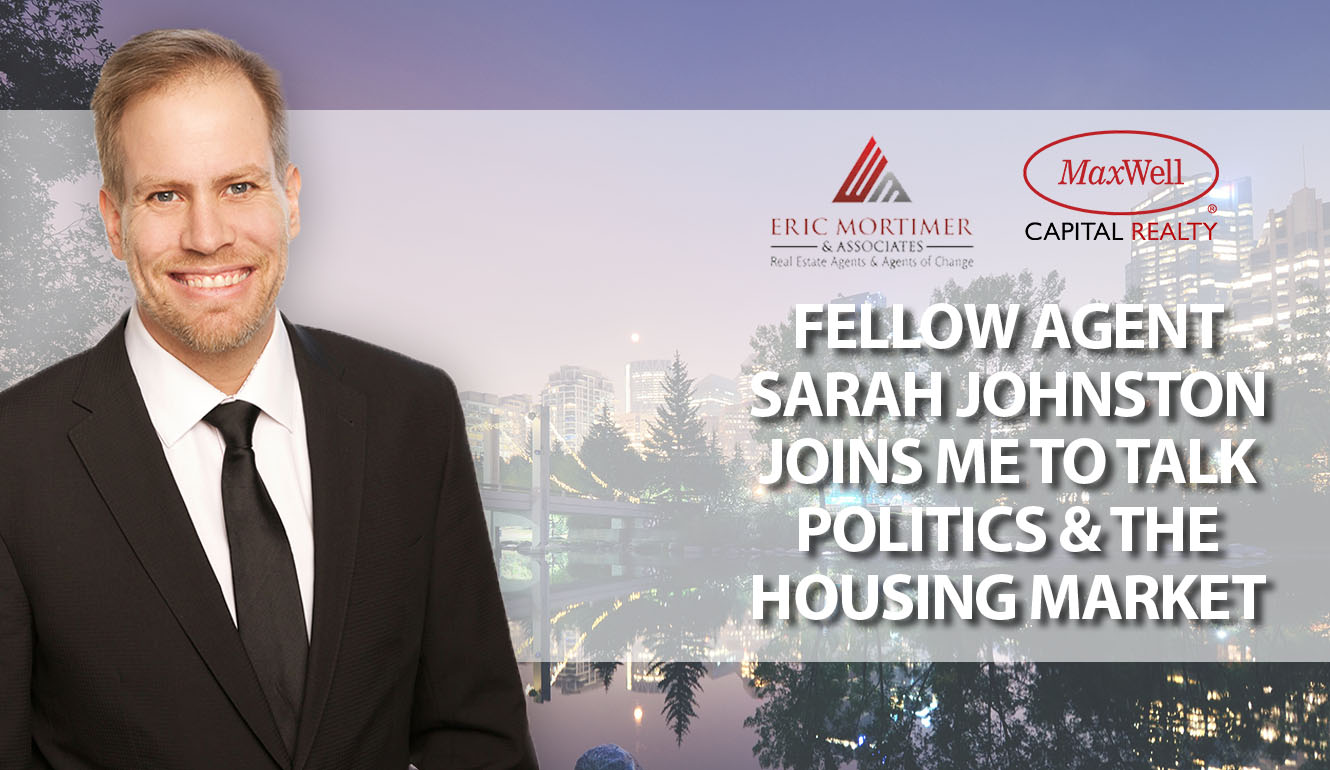 ERIC MORTIMER
& ASSOCIATES
Real Estate Agents & Agents of Change
MaxWell
®
CAPITAL REALTY
FELLOW AGENT
SARAH JOHNSTON
JOINS ME TO TALK
POLITICS & THE
HOUSING MARKET